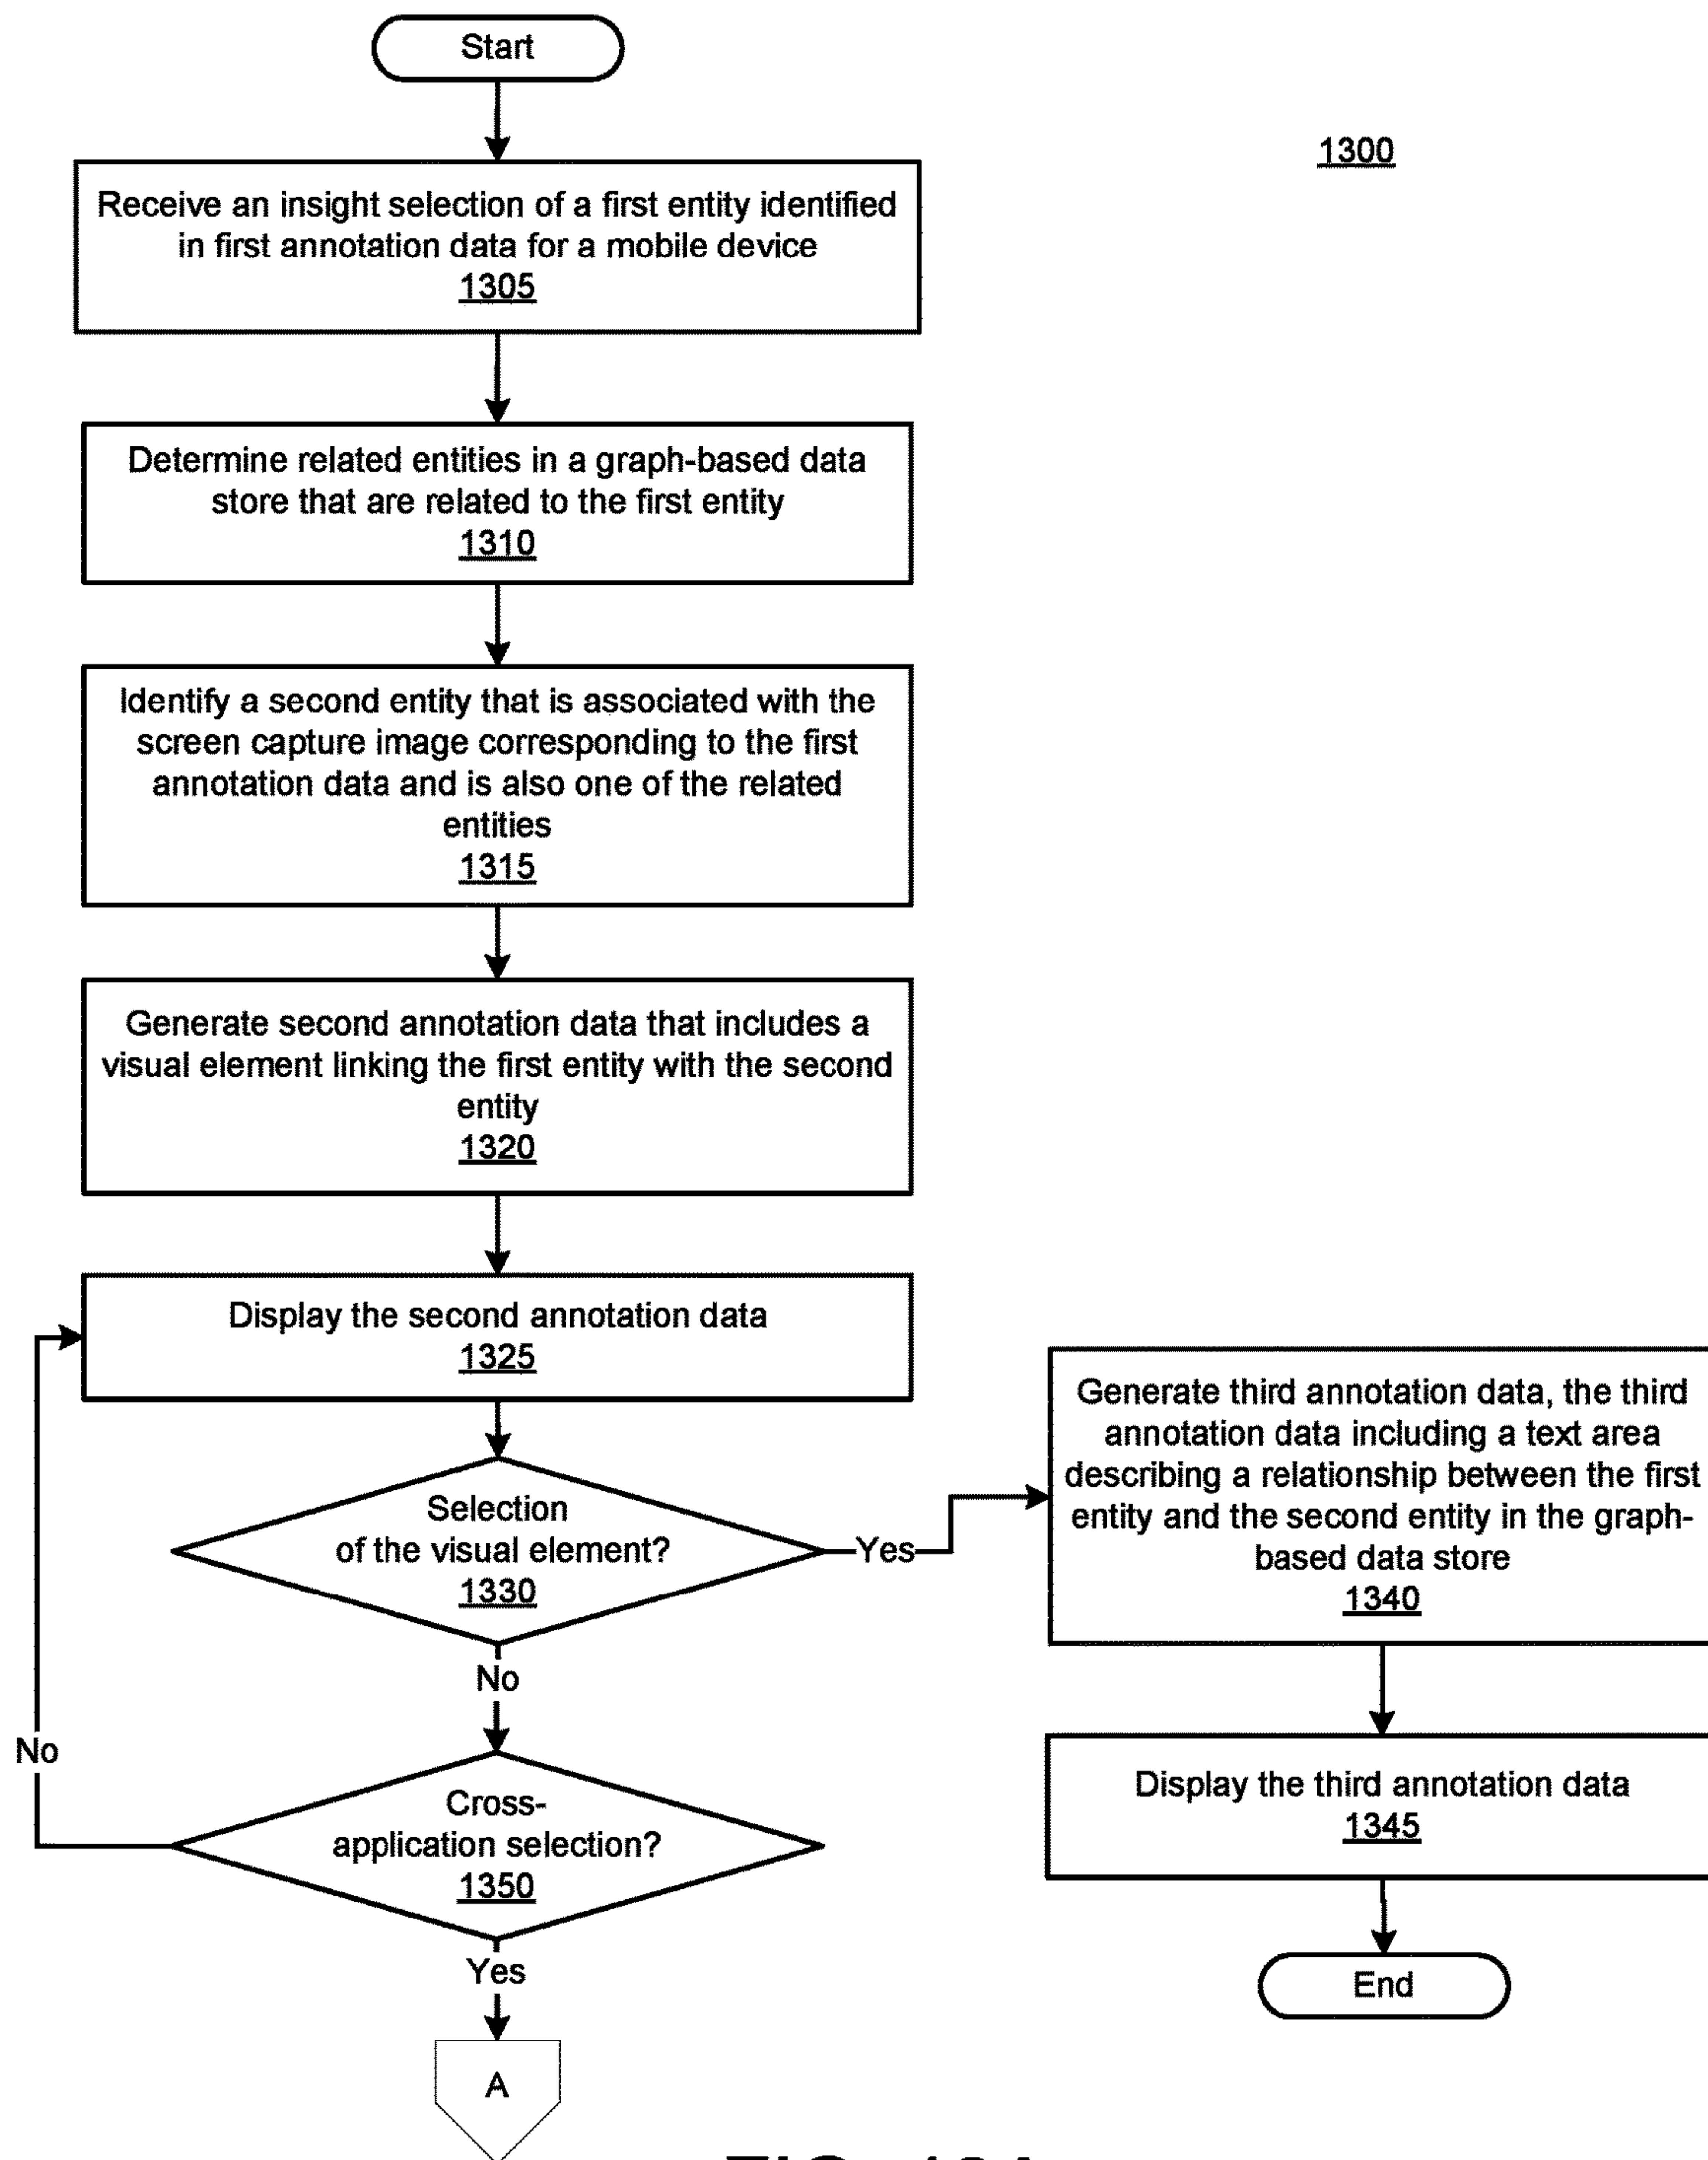 Start
1300
Receive an insight selection of a first entity identified
in first annotation data for a mobile device
1305
Determine related entities in a graph-based data
store that are related to the first entity
1310
Identify a second entity that is associated with the
screen capture image corresponding to the first
annotation data and is also one of the related
entities
1315
Generate second annotation data that includes a
visual element linking the first entity with the second
entity
1320
Display the second annotation data
1325
Selection
of the visual element?
1330
Yes
No
Generate third annotation data, the third
annotation data including a text area
describing a relationship between the first
entity and the second entity in the graph-
based data store
1340
Display the third annotation data
1345
End
No
Cross-
application selection?
1350
Yes
A